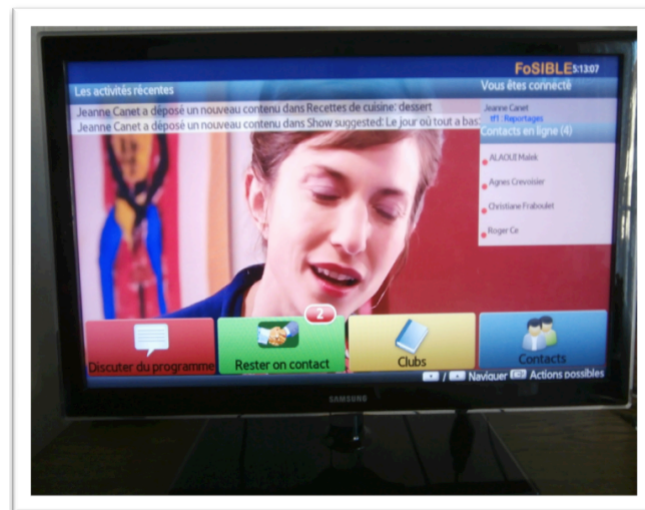 FoSIBLE 5:13:07
Les activités récentes
Vous êtes connécté
Jeanne Canet a déposé un nouveau contenu dans Recettes de cuisine: dessert
Jeanne Canet a déposé un nouveau contenu dans Show suggested: Le jour où tout a bas
Jeanne Canet
tf1 : Reportages
Contacts en ligne (4)
ALAOUI Malek
Agnes Crevoisier
Christiane Fraboulet
Roger Ce
2
Discuter du programme
Rester on contact
Clubs
Contacts
/ Naviguer Actions possibles
SAMSUNG